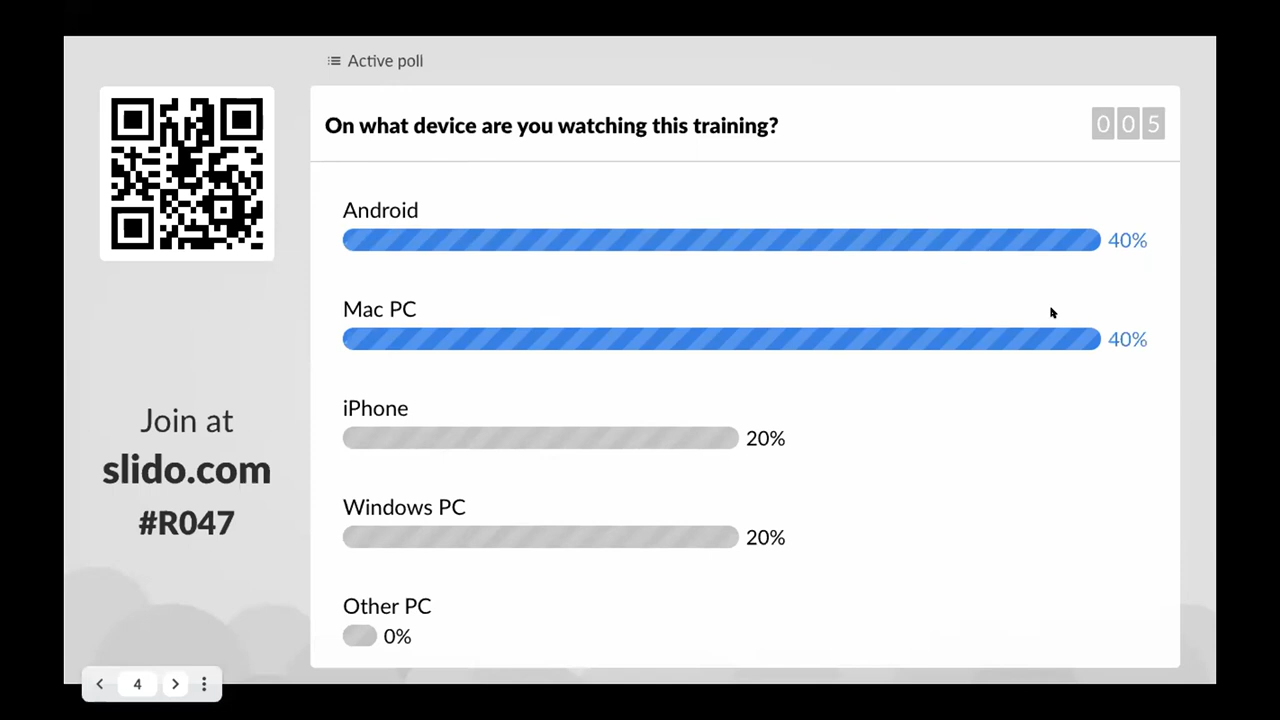 Active poll
On what device are you watching this training?
005
Android
40%
Mac PC
40%
iPhone
20%
Windows PC
20%
Other PC
0%
Join at
slido.com
#R047
4